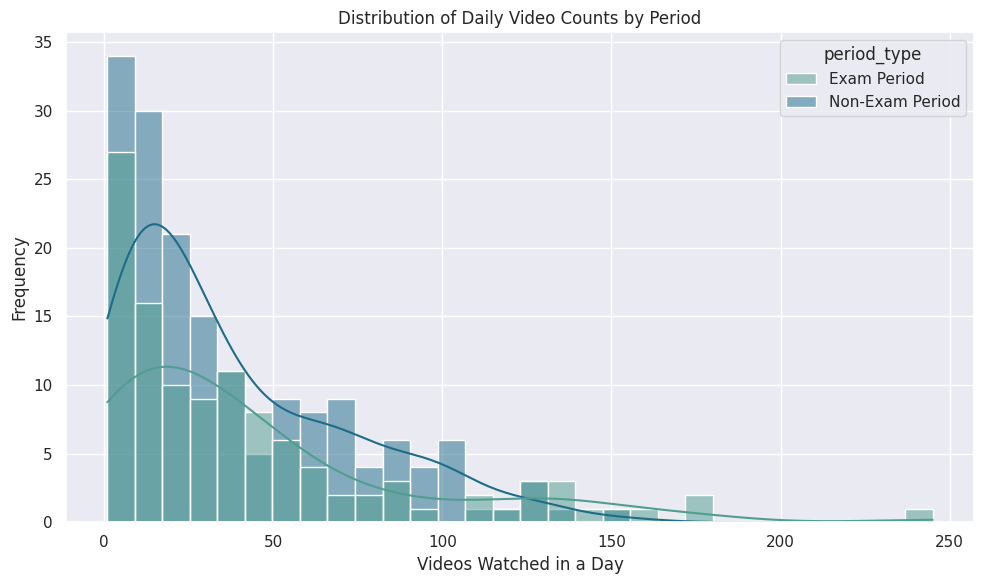 Distribution of Daily Video Counts by Period
period_type
Exam Period
Non-Exam Period
Frequency
35
30
25
20
15
10
5
0
0 50 100 150 200 250
Videos Watched in a Day